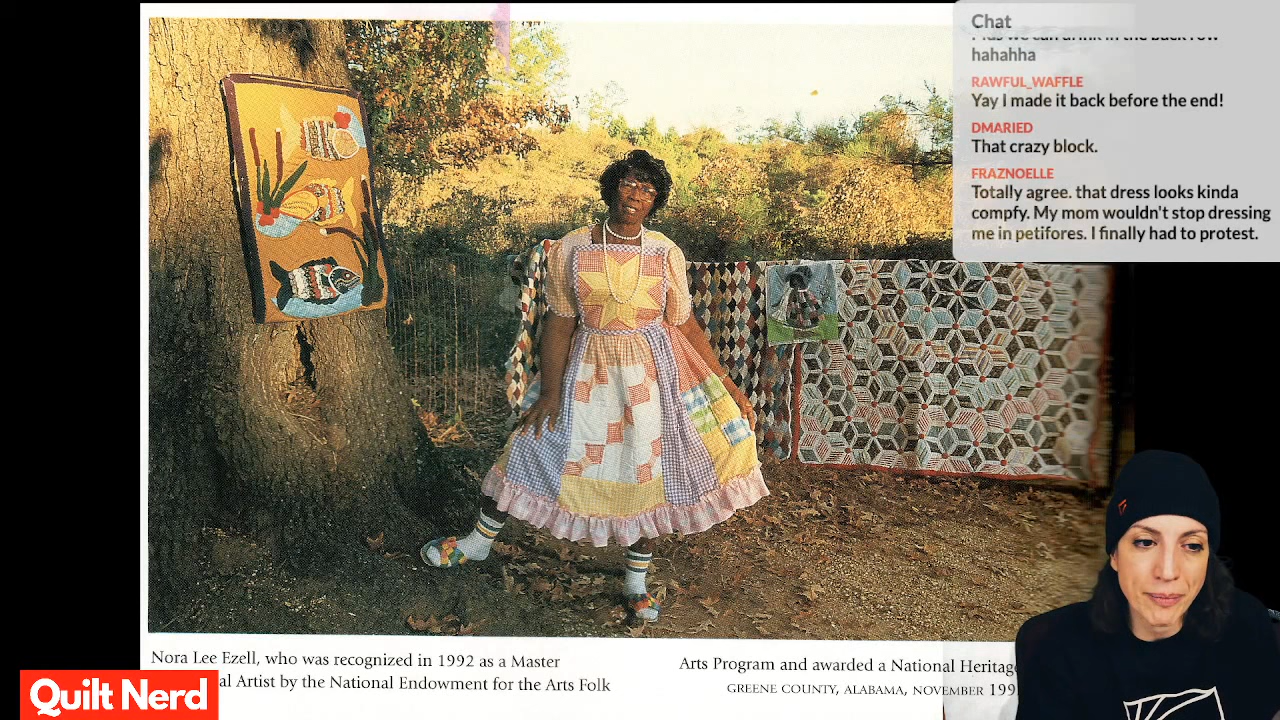 Chat
hahahha
RAWFUL_WAFFLE
Yay I made it back before the end!
DMARIED
That crazy block.
FRAZNOELLE
Totally agree. that dress looks kinda
compfy. My mom wouldn't stop dressing
me in petifores. I finally had to protest.
Nora Lee Ezell, who was recognized in 1992 as a Master
Artist by the National Endowment for the Arts Folk
Arts Program and awarded a National Heritage
GREENE COUNTY, ALABAMA, NOVEMBER
Quilt Nerd